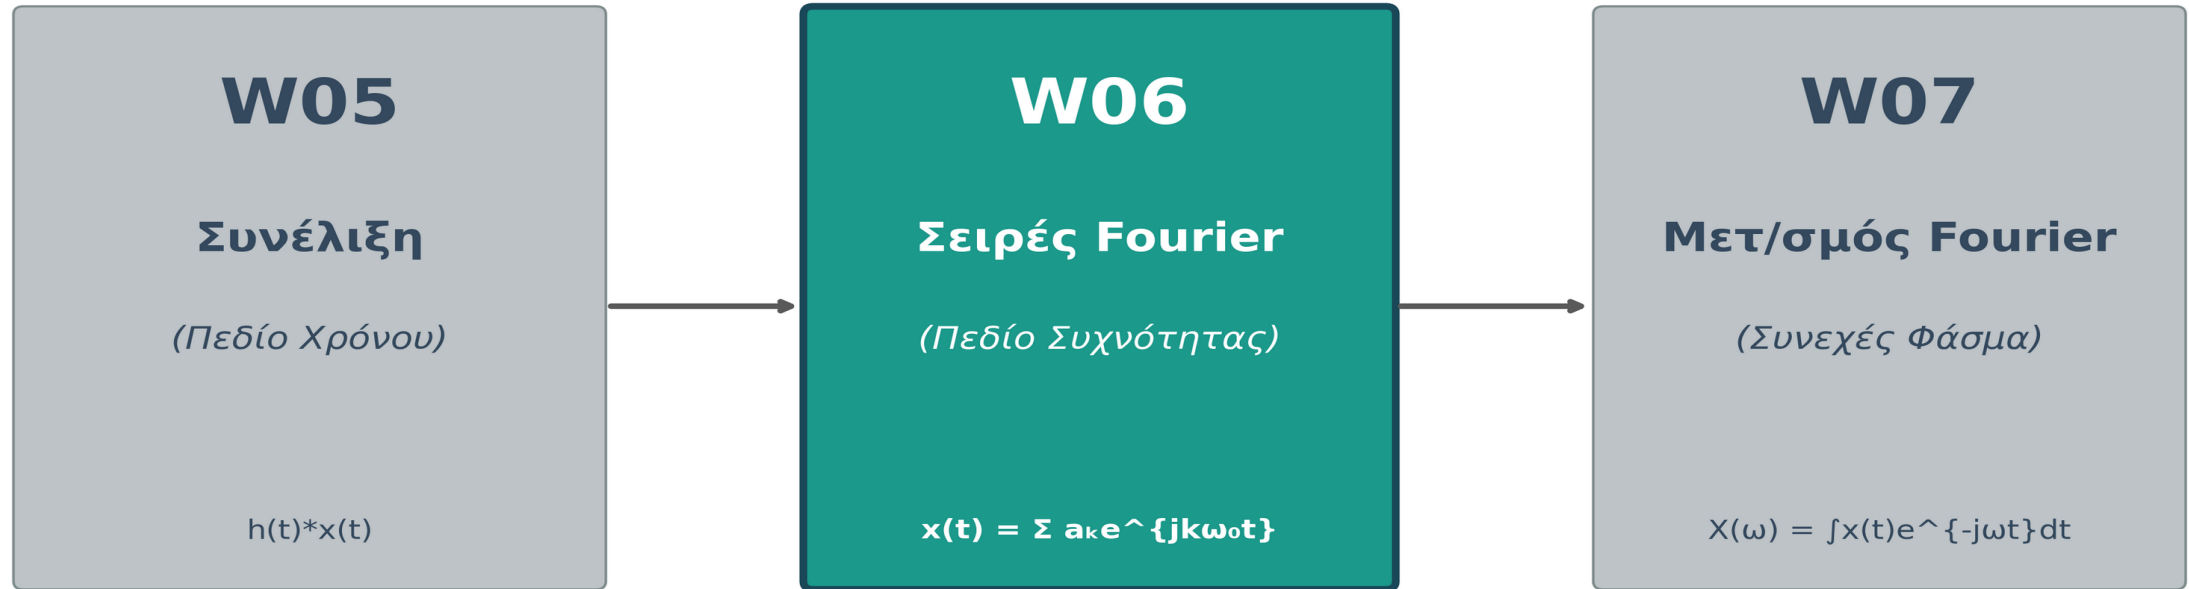 W05
Συνέλιξη
(Πεδίο Χρόνου)
h(t)*x(t)
W06
Σειρές Fourier
(Πεδίο Συχνότητας)
x(t) = Σ aₖe^{jkω₀t}
W07
Μετ/σμός Fourier
(Συνεχές Φάσμα)
X(ω) = ∫x(t)e^{-jωt}dt